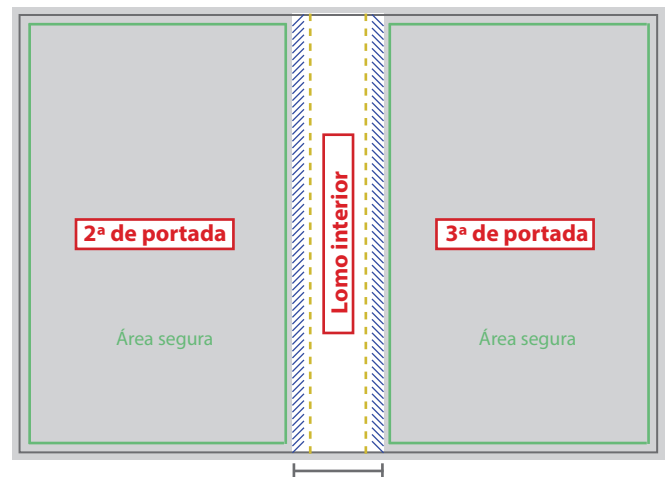 2ª de portada
Lomo interior
3ª de portada
Área segura
Área segura